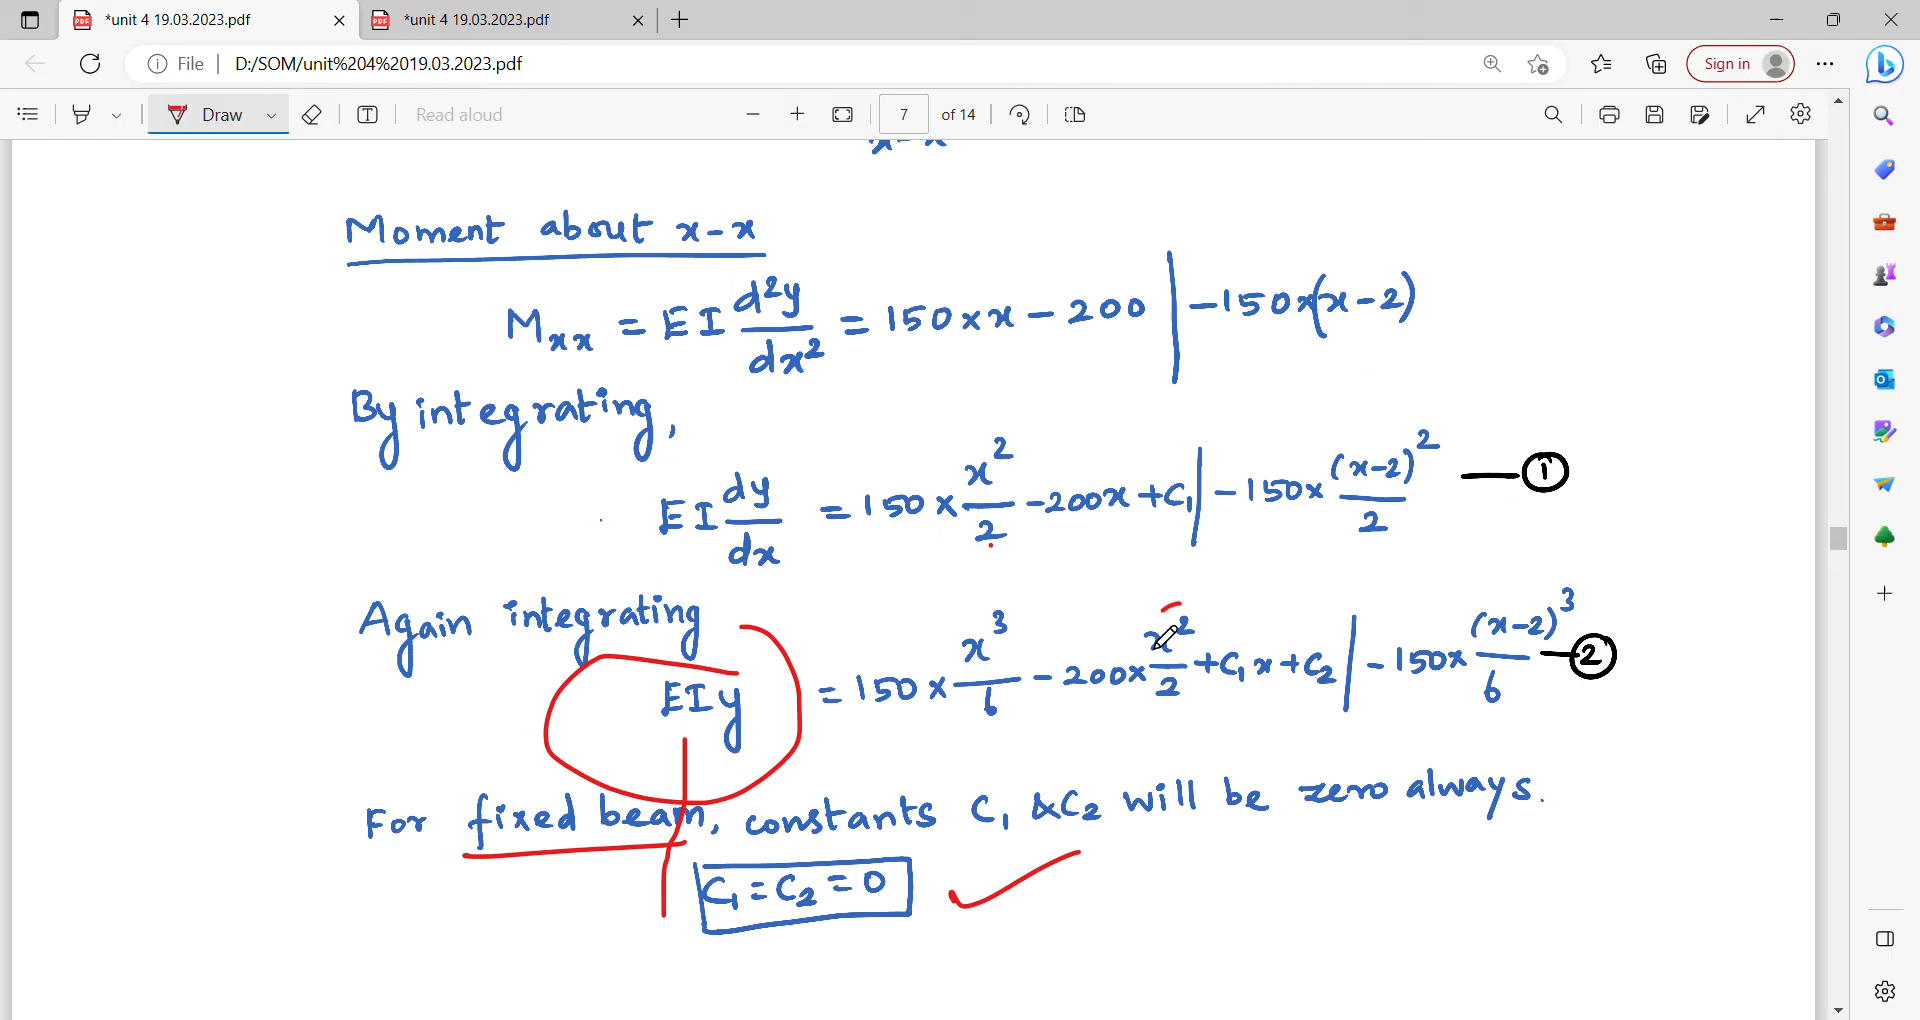 *unit 4 19.03.2023.pdf
*unit 4 19.03.2023.pdf
File | D:/SOM/unit%204%2019.03.2023.pdf
Sign in
Draw
Read aloud
7 of 14
x-x
Moment about x-x
Mxx = EI d²y/dx² = 150×x - 200 | -150×(x-2)
By integrating,
EI dy/dx = 150× x²/2 -200x +C₁ | -150× (x-2)²/2 — ①
Again integrating
EIy = 150× x³/6 - 200× x²/2 +C₁x+C₂ | -150× (x-2)³/6 — ②
For fixed beam, constants C₁ &C₂ will be zero always.
C₁ = C₂ = 0